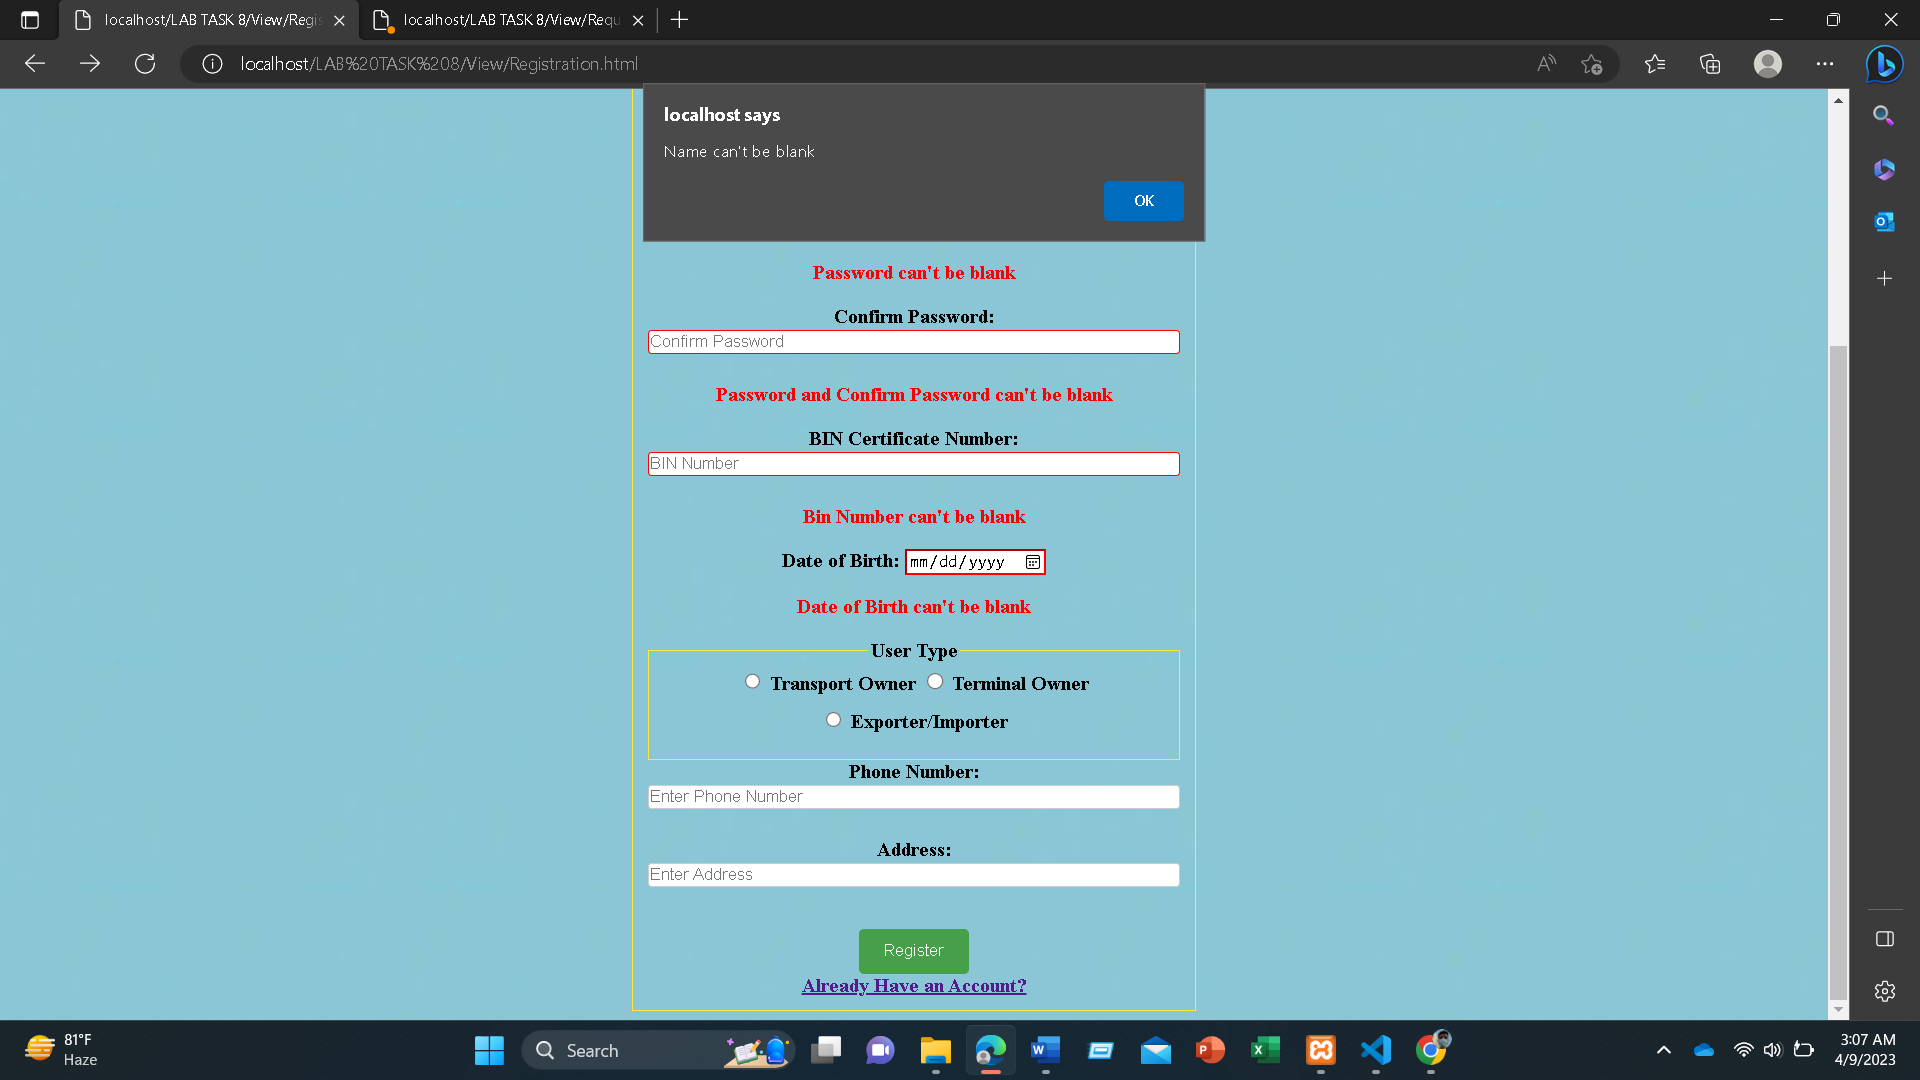 localhost/LAB TASK 8/View/Regis
localhost/LAB TASK 8/View/Requ
localhost/LAB%20TASK%208/View/Registration.html
localhost says
Name can't be blank
OK
Password can't be blank
Confirm Password:
Confirm Password
Password and Confirm Password can't be blank
BIN Certificate Number:
BIN Number
Bin Number can't be blank
Date of Birth: mm/dd/yyyy
Date of Birth can't be blank
User Type
Transport Owner Terminal Owner
Exporter/Importer
Phone Number:
Enter Phone Number
Address:
Enter Address
Register
Already Have an Account?
81°F
Haze
Search
3:07 AM
4/9/2023